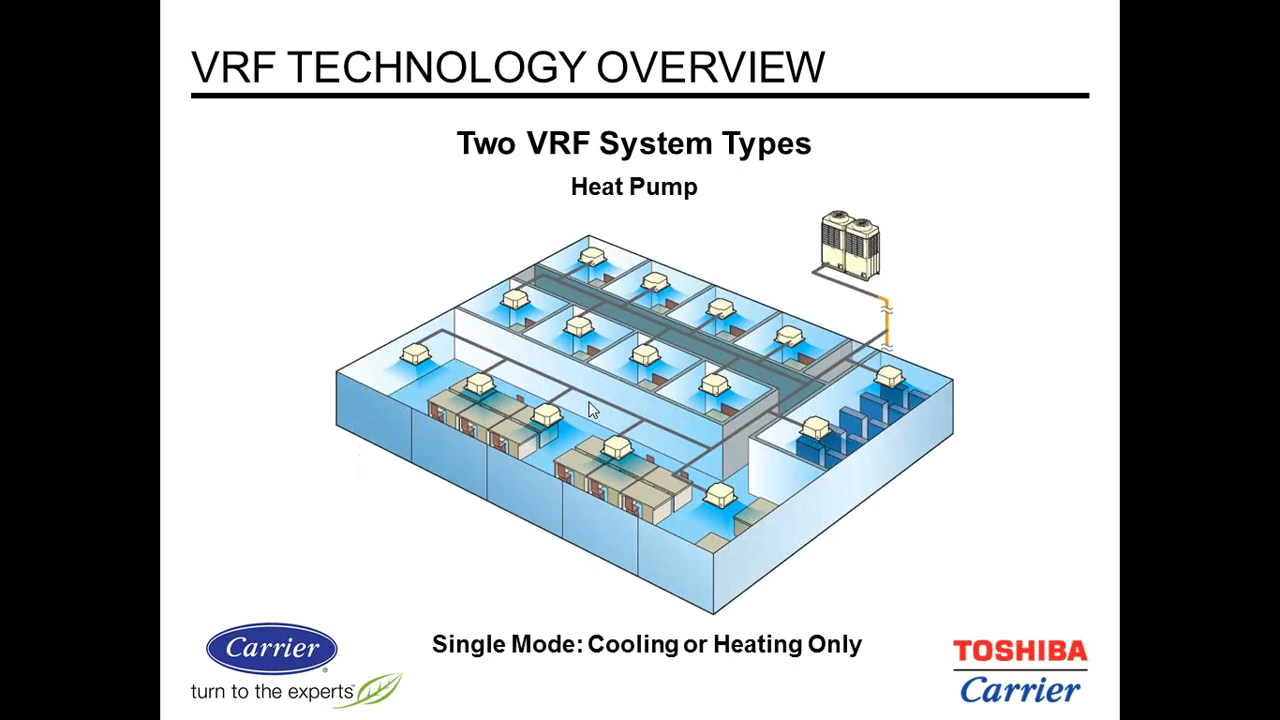 VRF TECHNOLOGY OVERVIEW
Two VRF System Types
Heat Pump
Single Mode: Cooling or Heating Only
Carrier
®
turn to the experts™
TOSHIBA
Carrier